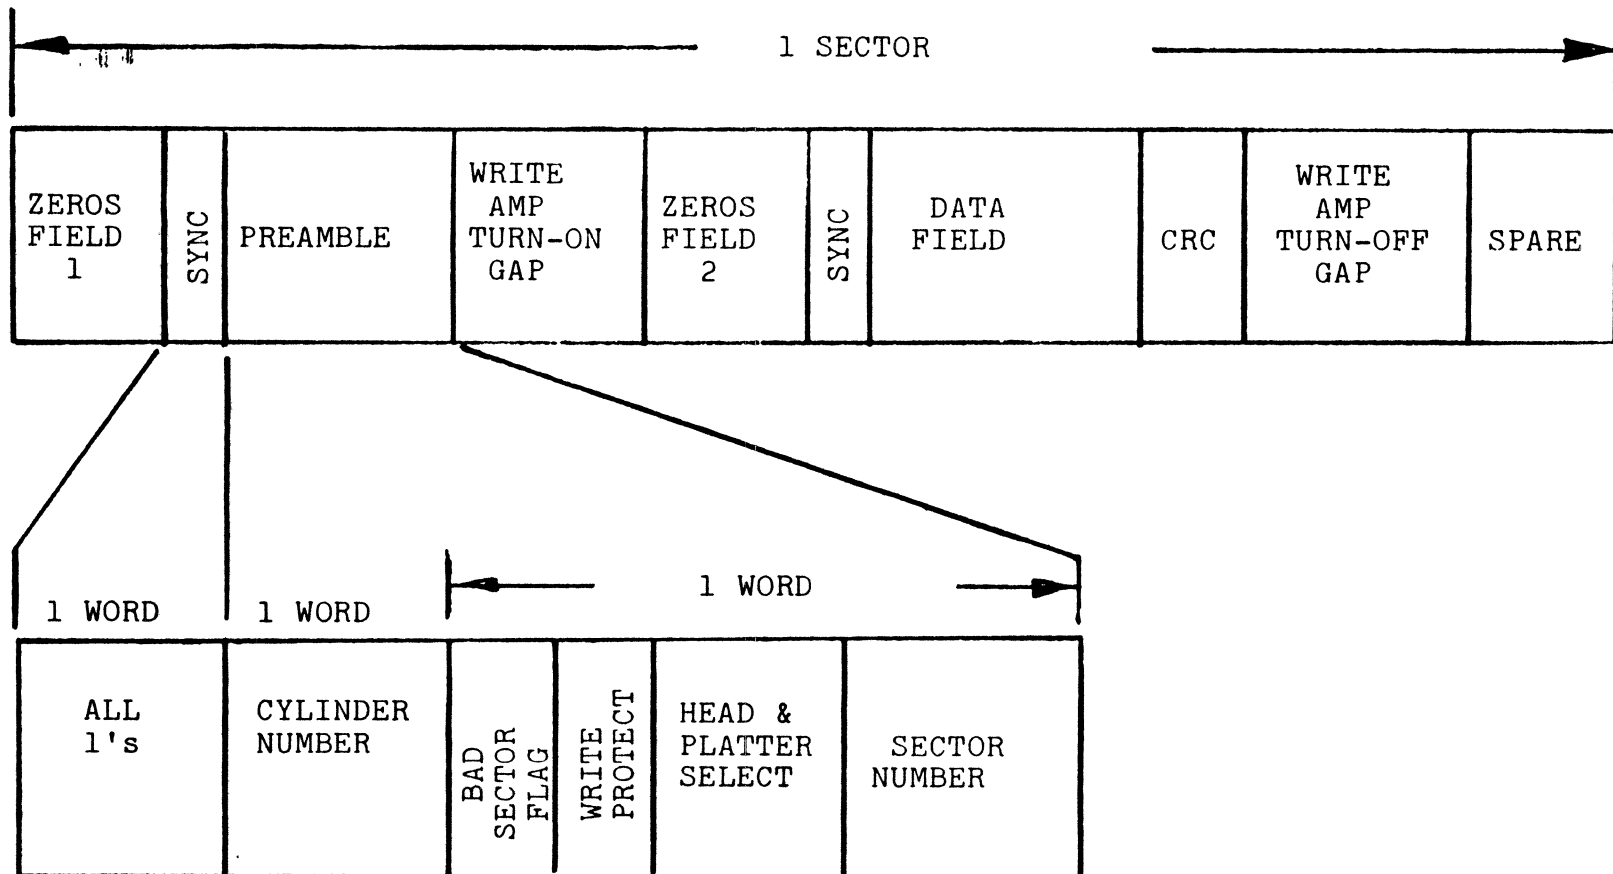 1 SECTOR
ZEROS
FIELD
1
SYNC
PREAMBLE
WRITE
AMP
TURN-ON
GAP
ZEROS
FIELD
2
SYNC
DATA
FIELD
CRC
WRITE
AMP
TURN-OFF
GAP
SPARE
1 WORD
1 WORD
1 WORD
ALL
1's
CYLINDER
NUMBER
BAD
SECTOR
FLAG
WRITE
PROTECT
HEAD &
PLATTER
SELECT
SECTOR
NUMBER